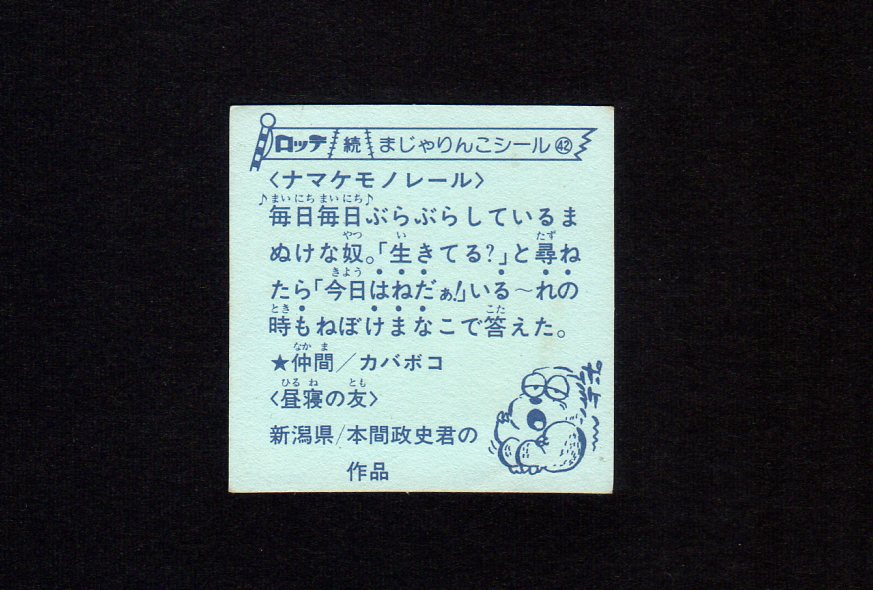 ロッテ 続 まじゃりんこシール㊷
〈ナマケモノレール〉
♪まいにちまいにち♪
毎日毎日ぶらぶらしているま
やつ い たず
ぬけな奴。「生きてる?」と尋ね
きょう
たら「今日はねだぁ!」いる〜れの
とき こた
時もねぼけまなこで答えた。
なかま
★仲間/カバボコ
ひるね とも
〈昼寝の友〉
新潟県/本間政史君の
作品